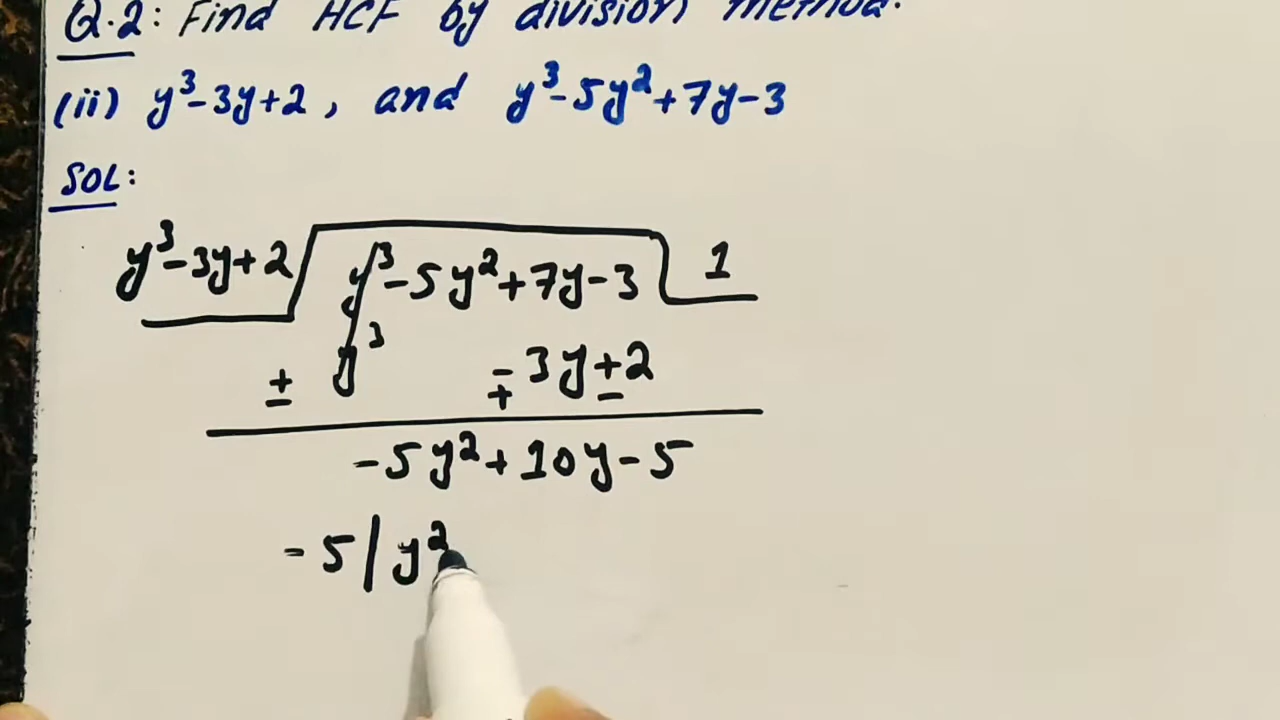 Q.2: Find HCF by division method.
(ii) y³-3y+2, and y³-5y²+7y-3
SOL:
y³-3y+2 y³-5y²+7y-3 1
± y³ ∓3y±2
-5y²+10y-5
-5|y²